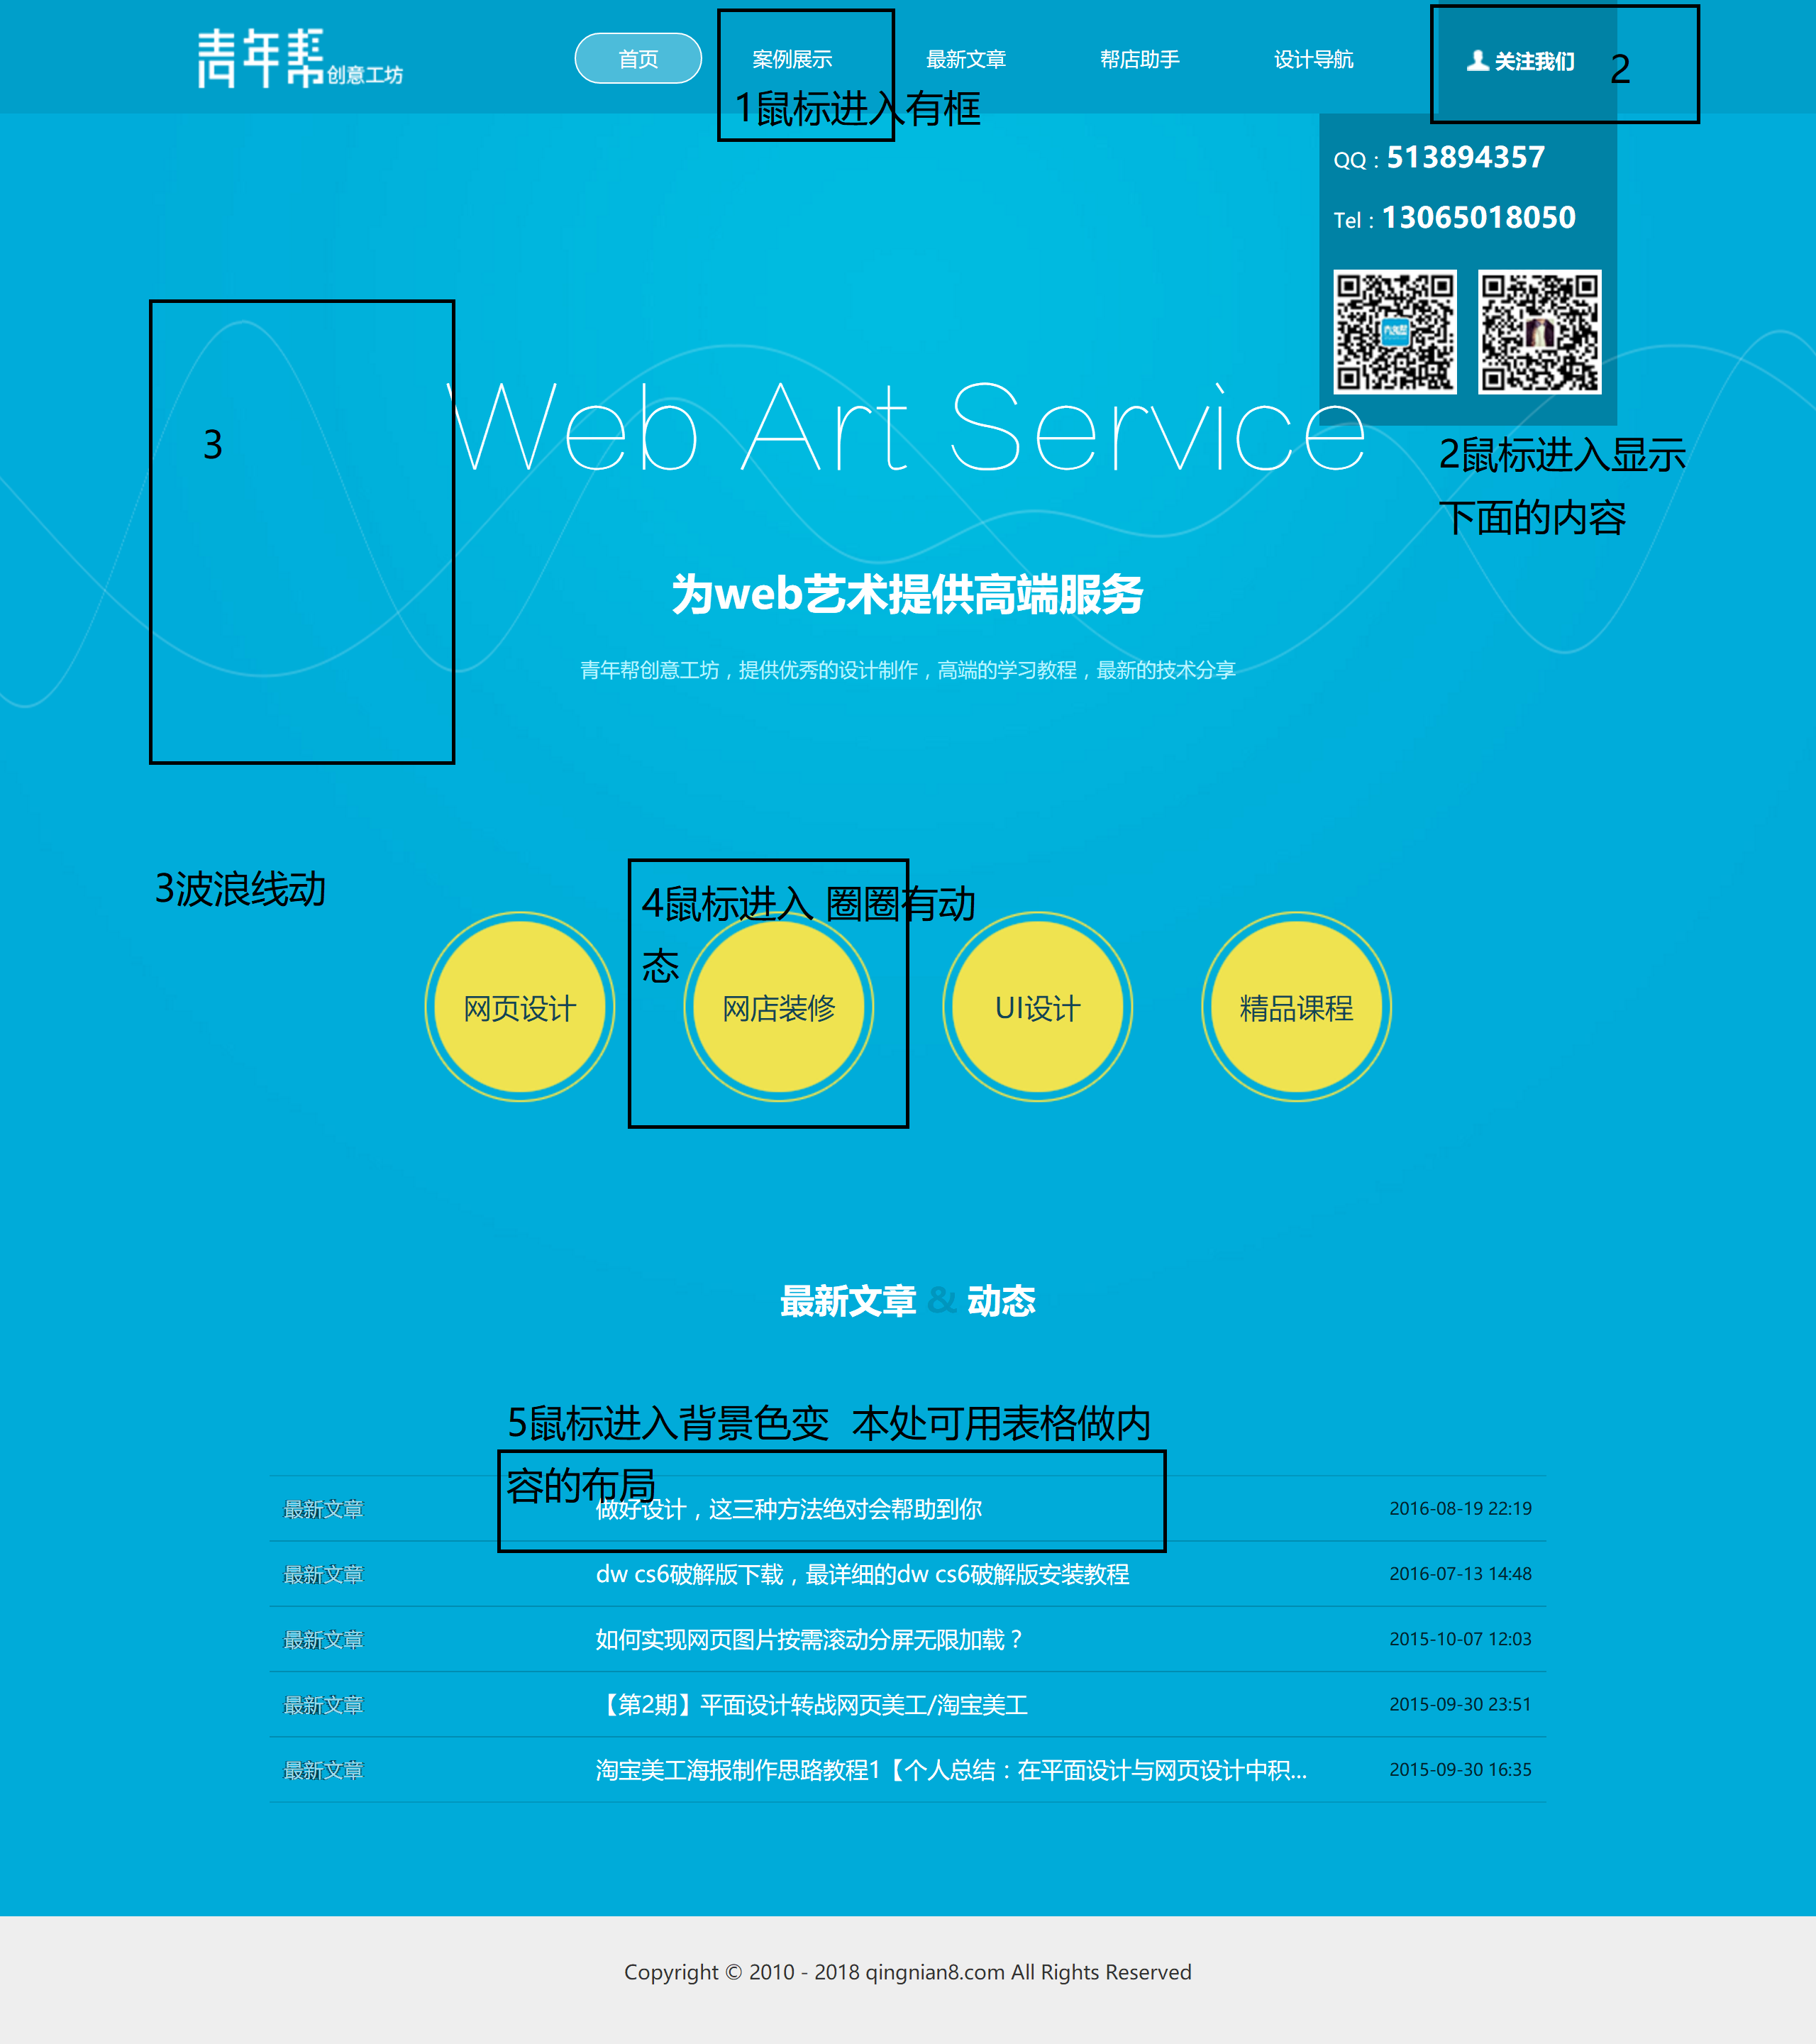 青年帮创意工坊
首页 案例展示 最新文章 帮店助手 设计导航 关注我们 2
1鼠标进入有框
QQ：513894357
Tel：13065018050
2鼠标进入显示
下面的内容
3
Web Art Service
为web艺术提供高端服务
青年帮创意工坊，提供优秀的设计制作，高端的学习教程，最新的技术分享
3波浪线动
4鼠标进入 圈圈有动
态
网页设计 网店装修 UI设计 精品课程
最新文章 & 动态
5鼠标进入背景色变 本处可用表格做内
容的布局
最新文章 做好设计，这三种方法绝对会帮助到你 2016-08-19 22:19
最新文章 dw cs6破解版下载，最详细的dw cs6破解版安装教程 2016-07-13 14:48
最新文章 如何实现网页图片按需滚动分屏无限加载？ 2015-10-07 12:03
最新文章 【第2期】平面设计转战网页美工/淘宝美工 2015-09-30 23:51
最新文章 淘宝美工海报制作思路教程1【个人总结：在平面设计与网页设计中积... 2015-09-30 16:35
Copyright © 2010 - 2018 qingnian8.com All Rights Reserved